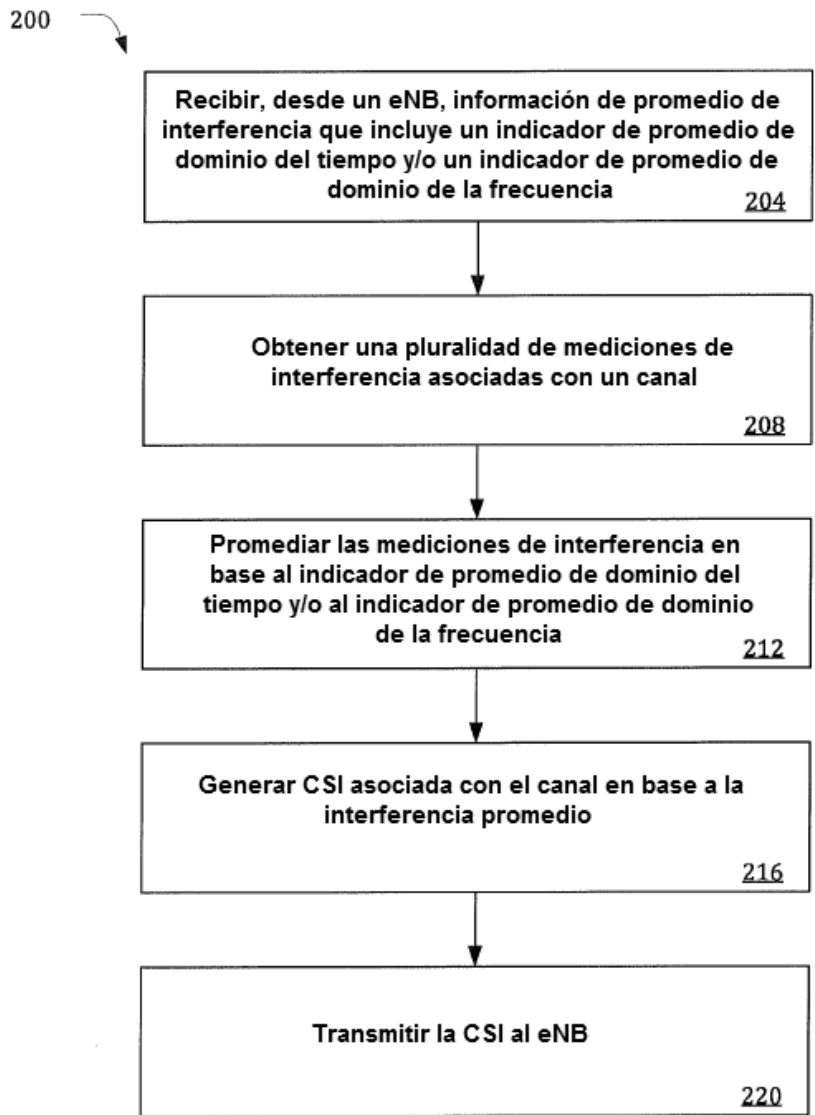 200
Recibir, desde un eNB, información de promedio de
interferencia que incluye un indicador de promedio de
dominio del tiempo y/o un indicador de promedio de
dominio de la frecuencia
204
Obtener una pluralidad de mediciones de
interferencia asociadas con un canal
208
Promediar las mediciones de interferencia en
base al indicador de promedio de dominio del
tiempo y/o al indicador de promedio de dominio
de la frecuencia
212
Generar CSI asociada con el canal en base a la
interferencia promedio
216
Transmitir la CSI al eNB
220